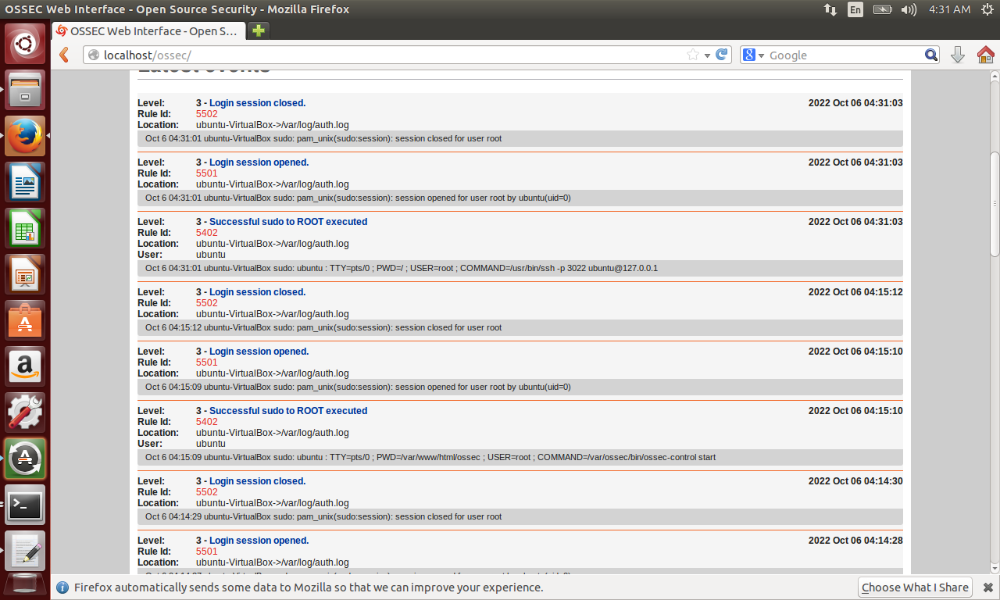 OSSEC Web Interface - Open Source Security - Mozilla Firefox
En
4:31 AM
OSSEC Web Interface - Open S...
localhost/ossec/
Google
Latest events
Level: 3 - Login session closed. 2022 Oct 06 04:31:03
Rule Id: 5502
Location: ubuntu-VirtualBox->/var/log/auth.log
Oct 6 04:31:01 ubuntu-VirtualBox sudo: pam_unix(sudo:session): session closed for user root
Level: 3 - Login session opened. 2022 Oct 06 04:31:03
Rule Id: 5501
Location: ubuntu-VirtualBox->/var/log/auth.log
Oct 6 04:31:01 ubuntu-VirtualBox sudo: pam_unix(sudo:session): session opened for user root by ubuntu(uid=0)
Level: 3 - Successful sudo to ROOT executed 2022 Oct 06 04:31:03
Rule Id: 5402
Location: ubuntu-VirtualBox->/var/log/auth.log
User: ubuntu
Oct 6 04:31:01 ubuntu-VirtualBox sudo: ubuntu : TTY=pts/0 ; PWD=/ ; USER=root ; COMMAND=/usr/bin/ssh -p 3022 ubuntu@127.0.0.1
Level: 3 - Login session closed. 2022 Oct 06 04:15:12
Rule Id: 5502
Location: ubuntu-VirtualBox->/var/log/auth.log
Oct 6 04:15:12 ubuntu-VirtualBox sudo: pam_unix(sudo:session): session closed for user root
Level: 3 - Login session opened. 2022 Oct 06 04:15:10
Rule Id: 5501
Location: ubuntu-VirtualBox->/var/log/auth.log
Oct 6 04:15:09 ubuntu-VirtualBox sudo: pam_unix(sudo:session): session opened for user root by ubuntu(uid=0)
Level: 3 - Successful sudo to ROOT executed 2022 Oct 06 04:15:10
Rule Id: 5402
Location: ubuntu-VirtualBox->/var/log/auth.log
User: ubuntu
Oct 6 04:15:09 ubuntu-VirtualBox sudo: ubuntu : TTY=pts/0 ; PWD=/var/www/html/ossec ; USER=root ; COMMAND=/var/ossec/bin/ossec-control start
Level: 3 - Login session closed. 2022 Oct 06 04:14:30
Rule Id: 5502
Location: ubuntu-VirtualBox->/var/log/auth.log
Oct 6 04:14:29 ubuntu-VirtualBox sudo: pam_unix(sudo:session): session closed for user root
Level: 3 - Login session opened. 2022 Oct 06 04:14:28
Rule Id: 5501
Location: ubuntu-VirtualBox->/var/log/auth.log
Firefox automatically sends some data to Mozilla so that we can improve your experience.
Choose What I Share